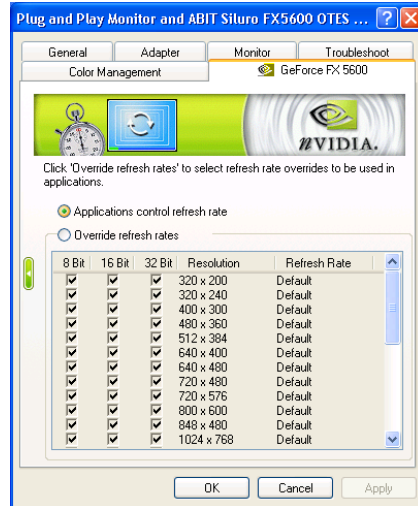 Plug and Play Monitor and ABIT Siluro FX5600 OTES ...
General Adapter Monitor Troubleshoot
Color Management GeForce FX 5600
nVIDIA.
Click 'Override refresh rates' to select refresh rate overrides to be used in
applications.
Applications control refresh rate
Override refresh rates
8 Bit 16 Bit 32 Bit Resolution Refresh Rate
320 x 200 Default
320 x 240 Default
400 x 300 Default
480 x 360 Default
512 x 384 Default
640 x 400 Default
640 x 480 Default
720 x 480 Default
720 x 576 Default
800 x 600 Default
848 x 480 Default
1024 x 768 Default
OK Cancel Apply